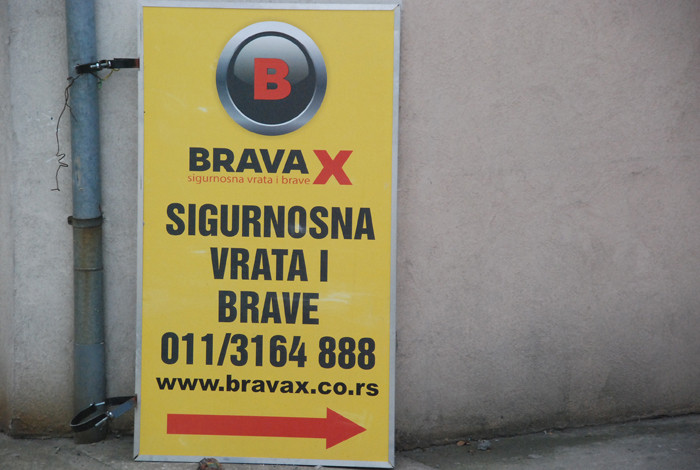 B
BRAVA X
sigurnosna vrata i brave
SIGURNOSNA
VRATA I
BRAVE
011/3164 888
www.bravax.co.rs